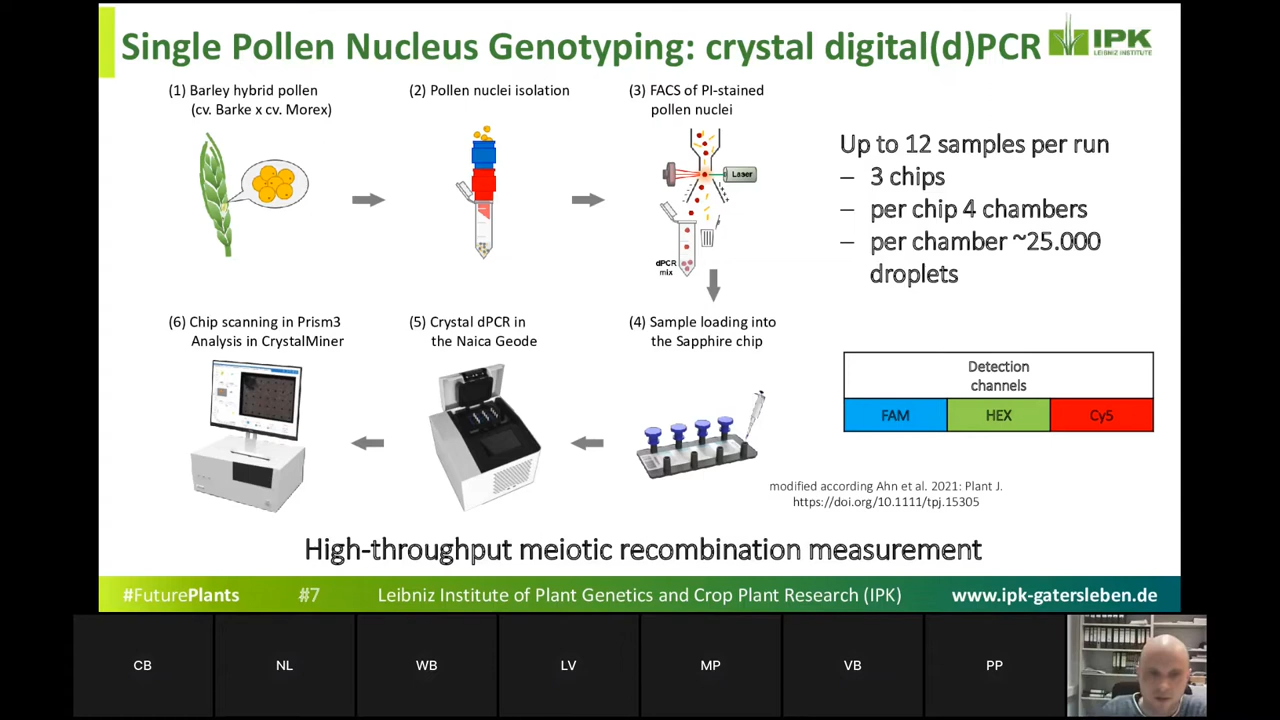 Single Pollen Nucleus Genotyping: crystal digital(d)PCR
IPK
LEIBNIZ INSTITUTE
(1) Barley hybrid pollen
(cv. Barke x cv. Morex)
(2) Pollen nuclei isolation
(3) FACS of PI-stained
pollen nuclei
Laser
dPCR
mix
Up to 12 samples per run
– 3 chips
– per chip 4 chambers
– per chamber ~25.000
droplets
(6) Chip scanning in Prism3
Analysis in CrystalMiner
(5) Crystal dPCR in
the Naica Geode
(4) Sample loading into
the Sapphire chip
Detection
channels
FAM HEX Cy5
modified according Ahn et al. 2021: Plant J.
https://doi.org/10.1111/tpj.15305
High-throughput meiotic recombination measurement
#FuturePlants #7 Leibniz Institute of Plant Genetics and Crop Plant Research (IPK) www.ipk-gatersleben.de
CB NL WB LV MP VB PP